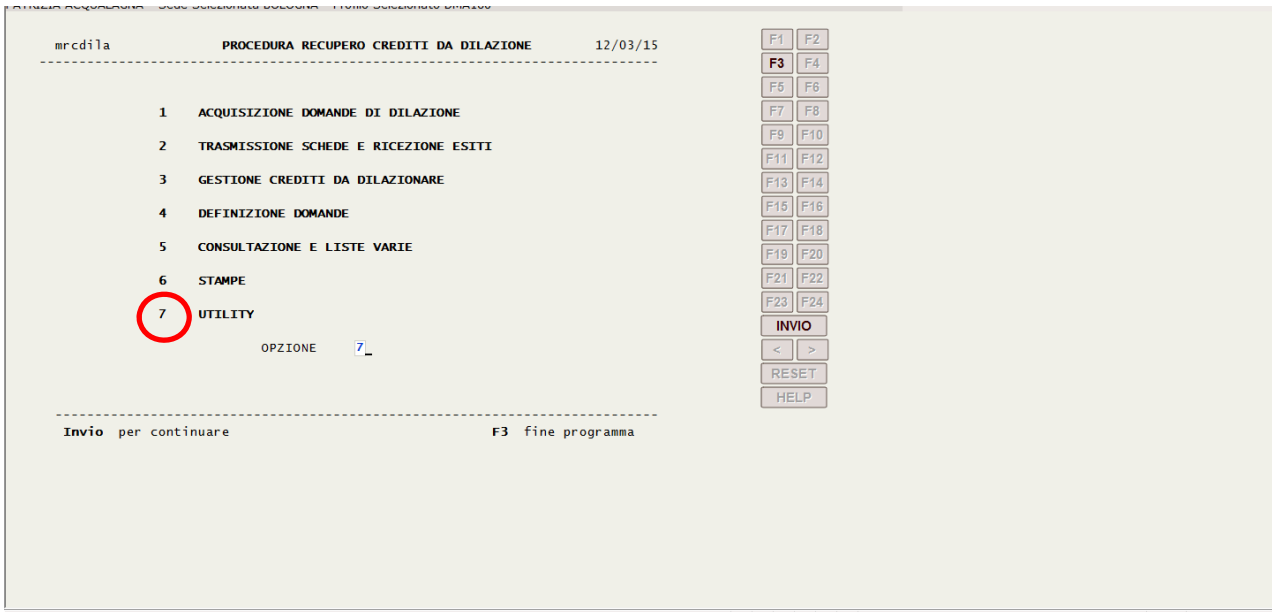 mrcdila PROCEDURA RECUPERO CREDITI DA DILAZIONE 12/03/15
1 ACQUISIZIONE DOMANDE DI DILAZIONE
2 TRASMISSIONE SCHEDE E RICEZIONE ESITI
3 GESTIONE CREDITI DA DILAZIONARE
4 DEFINIZIONE DOMANDE
5 CONSULTAZIONE E LISTE VARIE
6 STAMPE
7 UTILITY
OPZIONE 7_
Invio per continuare F3 fine programma
F1 F2
F3 F4
F5 F6
F7 F8
F9 F10
F11 F12
F13 F14
F15 F16
F17 F18
F19 F20
F21 F22
F23 F24
INVIO
< >
RESET
HELP